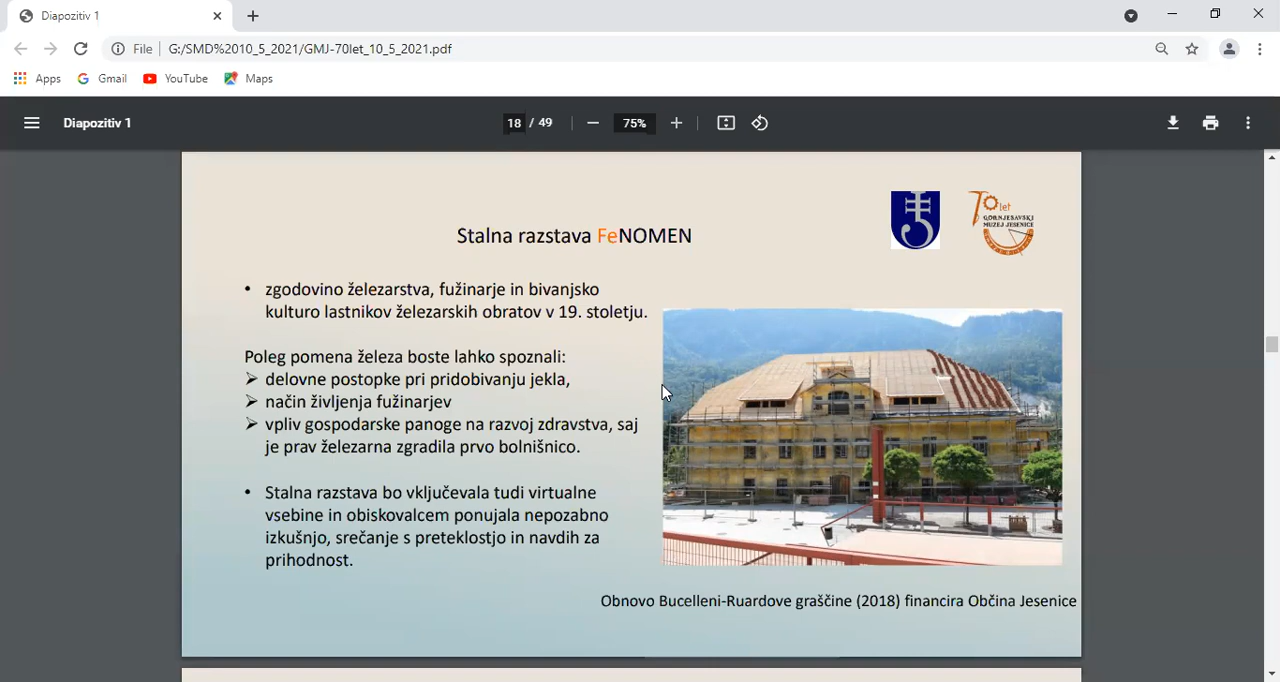 Diapozitiv 1
File G:/SMD%2010_5_2021/GMJ-70let_10_5_2021.pdf
Apps Gmail YouTube Maps
Diapozitiv 1 18 / 49 75%
70let
GORNJESAVSKI
MUZEJ JESENICE
Stalna razstava FeNOMEN
• zgodovino železarstva, fužinarje in bivanjsko
kulturo lastnikov železarskih obratov v 19. stoletju.
Poleg pomena železa boste lahko spoznali:
➢ delovne postopke pri pridobivanju jekla,
➢ način življenja fužinarjev
➢ vpliv gospodarske panoge na razvoj zdravstva, saj
je prav železarna zgradila prvo bolnišnico.
• Stalna razstava bo vključevala tudi virtualne
vsebine in obiskovalcem ponujala nepozabno
izkušnjo, srečanje s preteklostjo in navdih za
prihodnost.
Obnovo Bucelleni-Ruardove graščine (2018) financira Občina Jesenice